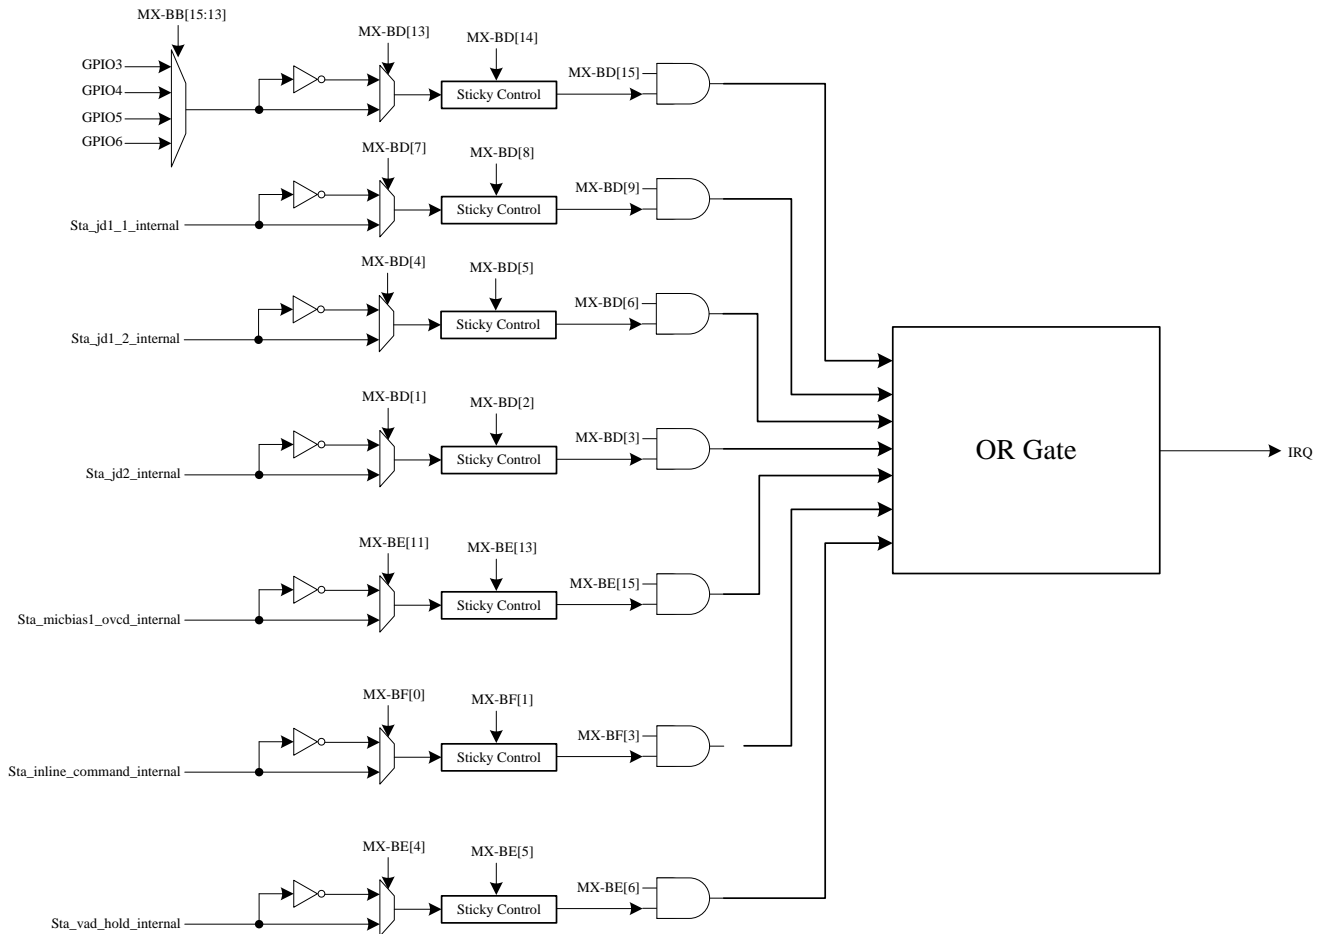 MX-BB[15:13]
GPIO3
GPIO4
GPIO5
GPIO6
MX-BD[13]
MX-BD[14]
Sticky Control
MX-BD[15]
Sta_jd1_1_internal
MX-BD[7]
MX-BD[8]
Sticky Control
MX-BD[9]
Sta_jd1_2_internal
MX-BD[4]
MX-BD[5]
Sticky Control
MX-BD[6]
Sta_jd2_internal
MX-BD[1]
MX-BD[2]
Sticky Control
MX-BD[3]
Sta_micbias1_ovcd_internal
MX-BE[11]
MX-BE[13]
Sticky Control
MX-BE[15]
Sta_inline_command_internal
MX-BF[0]
MX-BF[1]
Sticky Control
MX-BF[3]
Sta_vad_hold_internal
MX-BE[4]
MX-BE[5]
Sticky Control
MX-BE[6]
OR Gate
IRQ